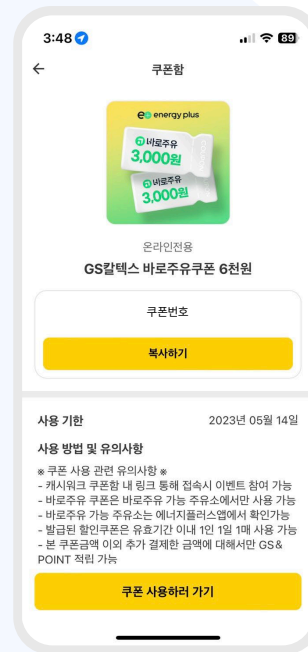 3:48
89
쿠폰함
energy plus
바로주유
3,000원
바로주유
3,000원
온라인전용
GS칼텍스 바로주유쿠폰 6천원
쿠폰번호
복사하기
사용 기한 2023년 05월 14일
사용 방법 및 유의사항
※ 쿠폰 사용 관련 유의사항 ※
- 캐시워크 쿠폰함 내 링크 통해 접속시 이벤트 참여 가능
- 바로주유 쿠폰은 바로주유 가능 주유소에서만 사용 가능
- 바로주유 가능 주유소는 에너지플러스앱에서 확인가능
- 발급된 할인쿠폰은 유효기간 이내 1인 1일 1매 사용 가능
- 본 쿠폰금액 이외 추가 결제한 금액에 대해서만 GS&
POINT 적립 가능
쿠폰 사용하러 가기